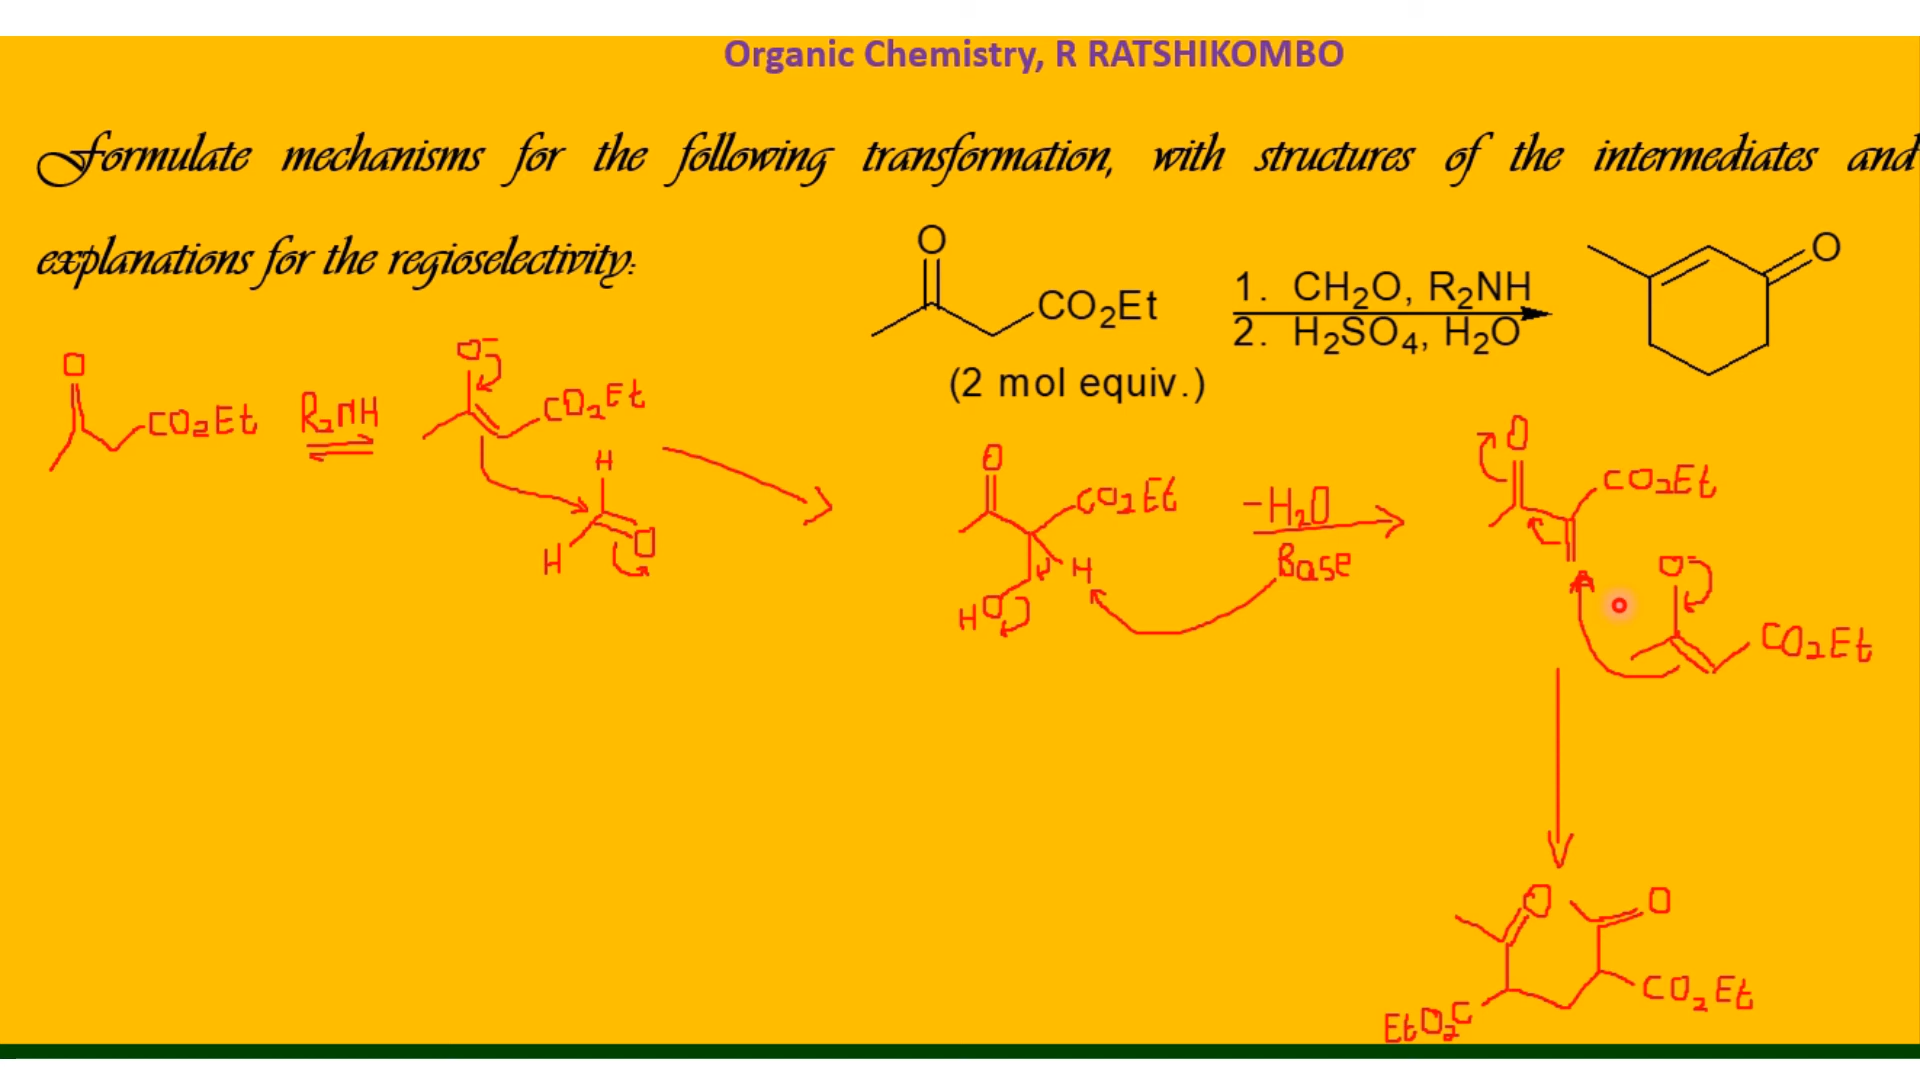 Organic Chemistry, R RATSHIKOMBO
Formulate mechanisms for the following transformation, with structures of the intermediates and
explanations for the regioselectivity:
O
CO2Et
(2 mol equiv.)
1. CH2O, R2NH
2. H2SO4, H2O
O
O
CO2Et
R2NH
O-
CO2Et
H
H
O
O
CO2Et
H
HO
-H2O
Base
O
CO2Et
O-
CO2Et
O
O
CO2Et
EtO2C